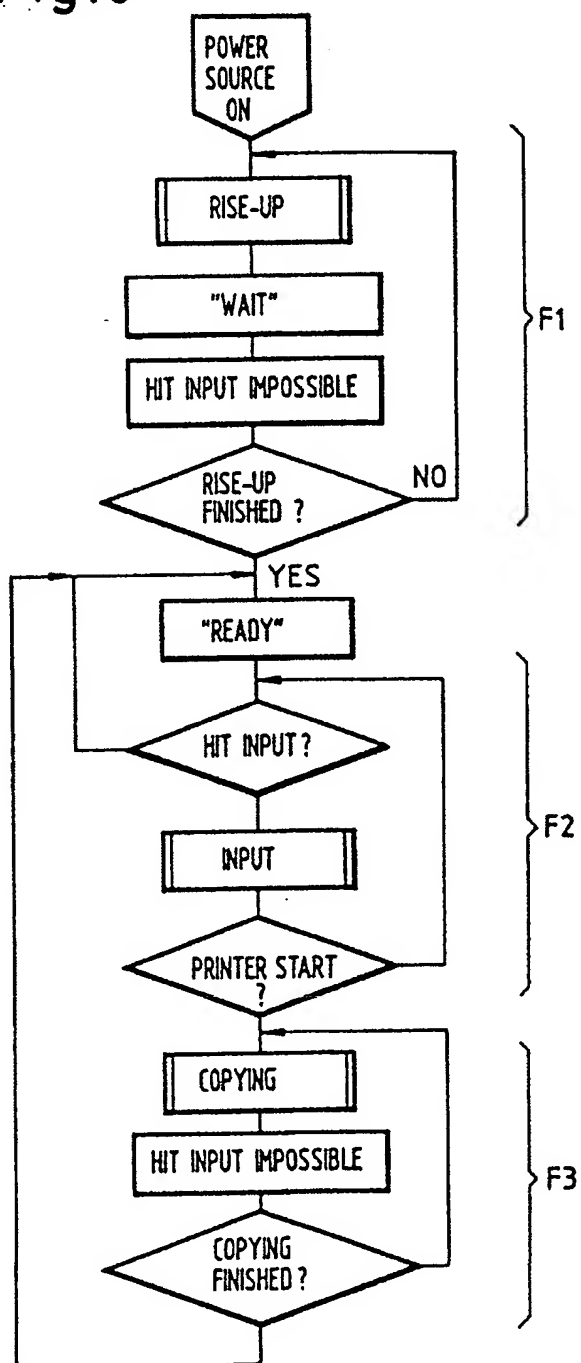 POWER
SOURCE
ON
RISE-UP
"WAIT"
F1
HIT INPUT IMPOSSIBLE
RISE-UP
FINISHED ?
NO
YES
"READY"
HIT INPUT ?
F2
INPUT
PRINTER START
?
COPYING
HIT INPUT IMPOSSIBLE
F3
COPYING
FINISHED ?